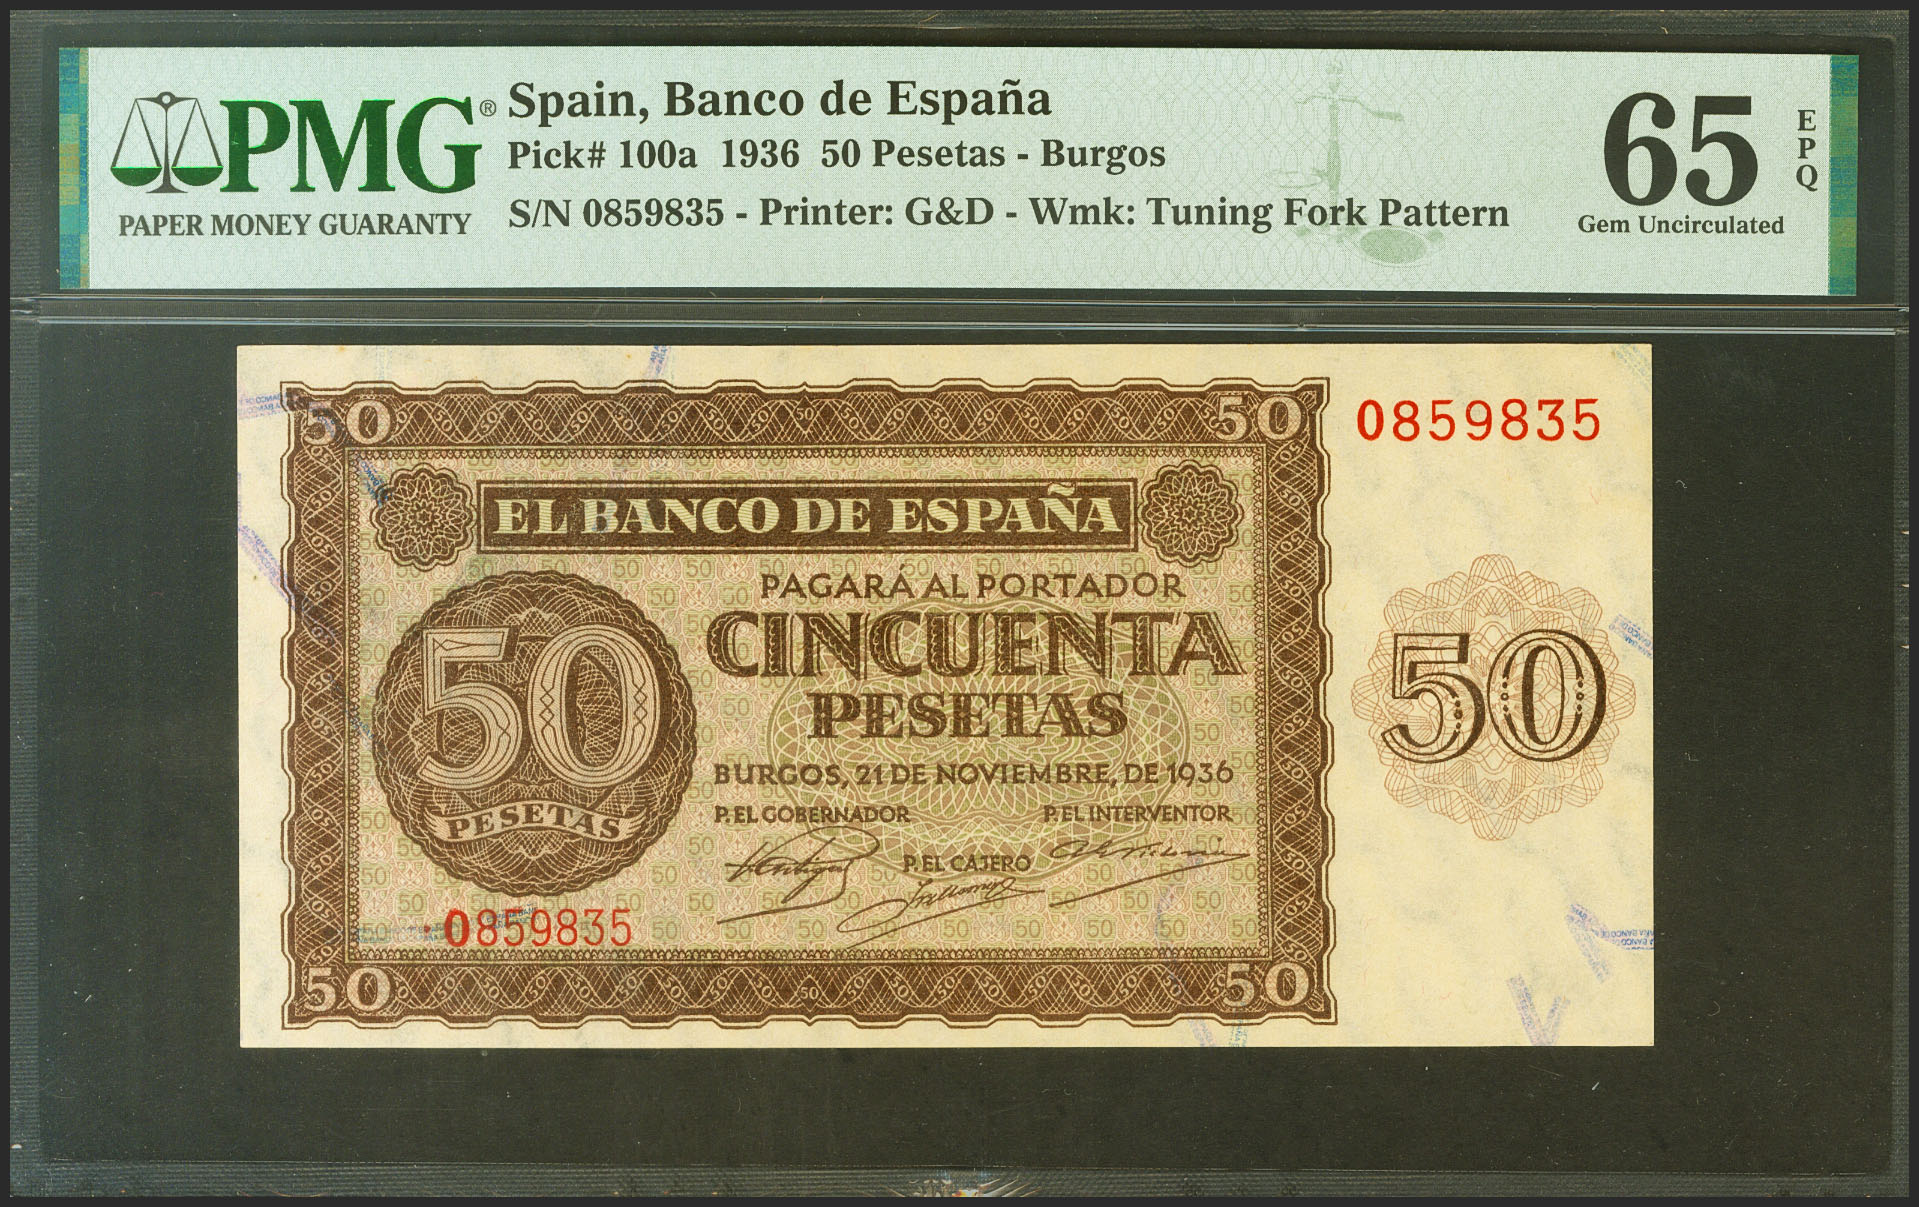 PMG®
PAPER MONEY GUARANTY
Spain, Banco de España
Pick# 100a 1936 50 Pesetas - Burgos
S/N 0859835 - Printer: G&D - Wmk: Tuning Fork Pattern
65 EPQ
Gem Uncirculated
50 50
0859835
EL BANCO DE ESPAÑA
PAGARÁ AL PORTADOR
CINCUENTA
PESETAS
50
PESETAS
50
BURGOS, 21 DE NOVIEMBRE, DE 1936
P. EL GOBERNADOR P. EL INTERVENTOR
P. EL CAJERO
0859835
50 50